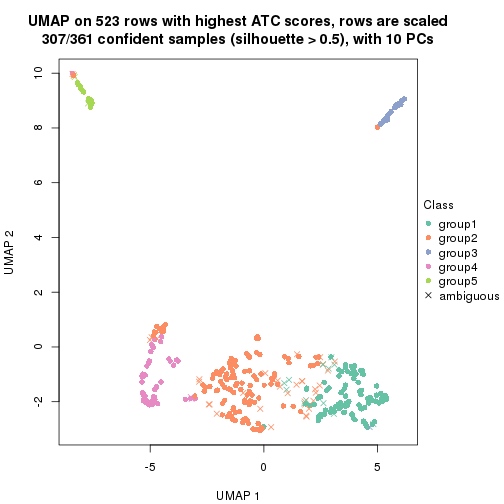 UMAP on 523 rows with highest ATC scores, rows are scaled
307/361 confident samples (silhouette > 0.5), with 10 PCs
10
8
6
4
2
0
-2
UMAP 2
-5
0
5
UMAP 1
Class
group1
group2
group3
group4
group5
ambiguous